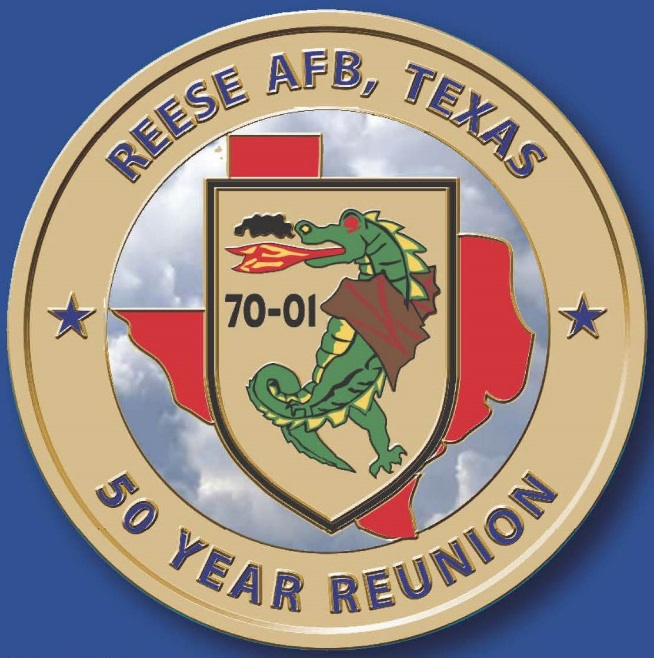 REESE AFB, TEXAS
70-01
50 YEAR REUNION